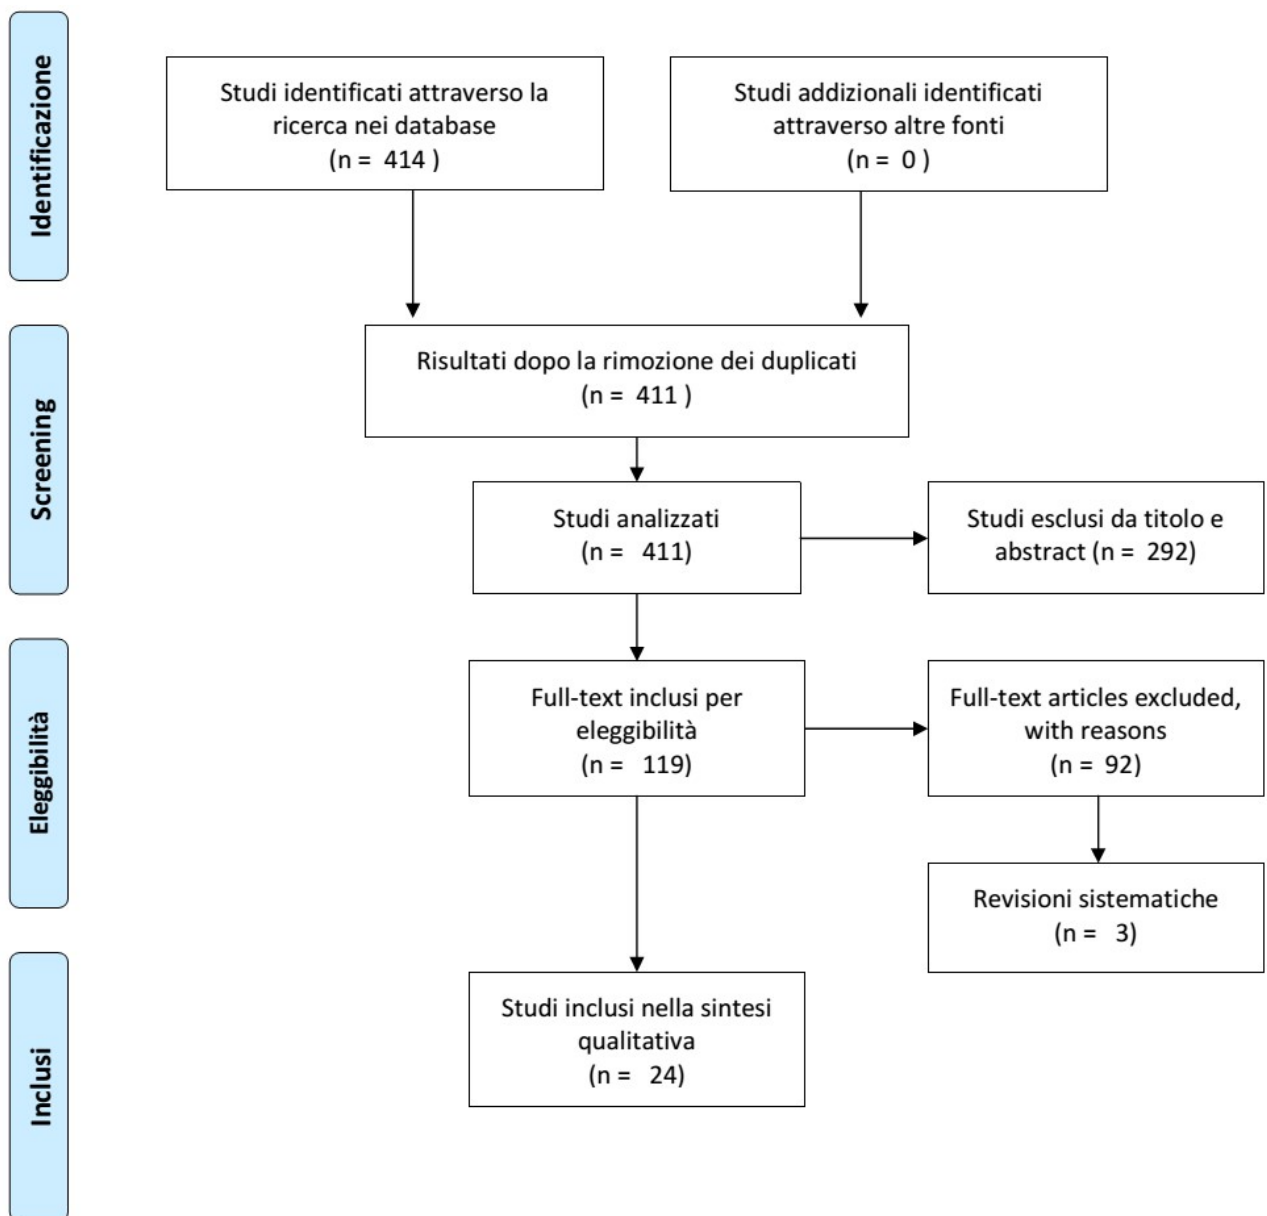 Identificazione
Studi identificati attraverso la
ricerca nei database
(n = 414 )
Studi addizionali identificati
attraverso altre fonti
(n = 0 )
Screening
Risultati dopo la rimozione dei duplicati
(n = 411 )
Studi analizzati
(n = 411)
Studi esclusi da titolo e
abstract (n = 292)
Eleggibilità
Full-text inclusi per
eleggibilità
(n = 119)
Full-text articles excluded,
with reasons
(n = 92)
Revisioni sistematiche
(n = 3)
Inclusi
Studi inclusi nella sintesi
qualitativa
(n = 24)